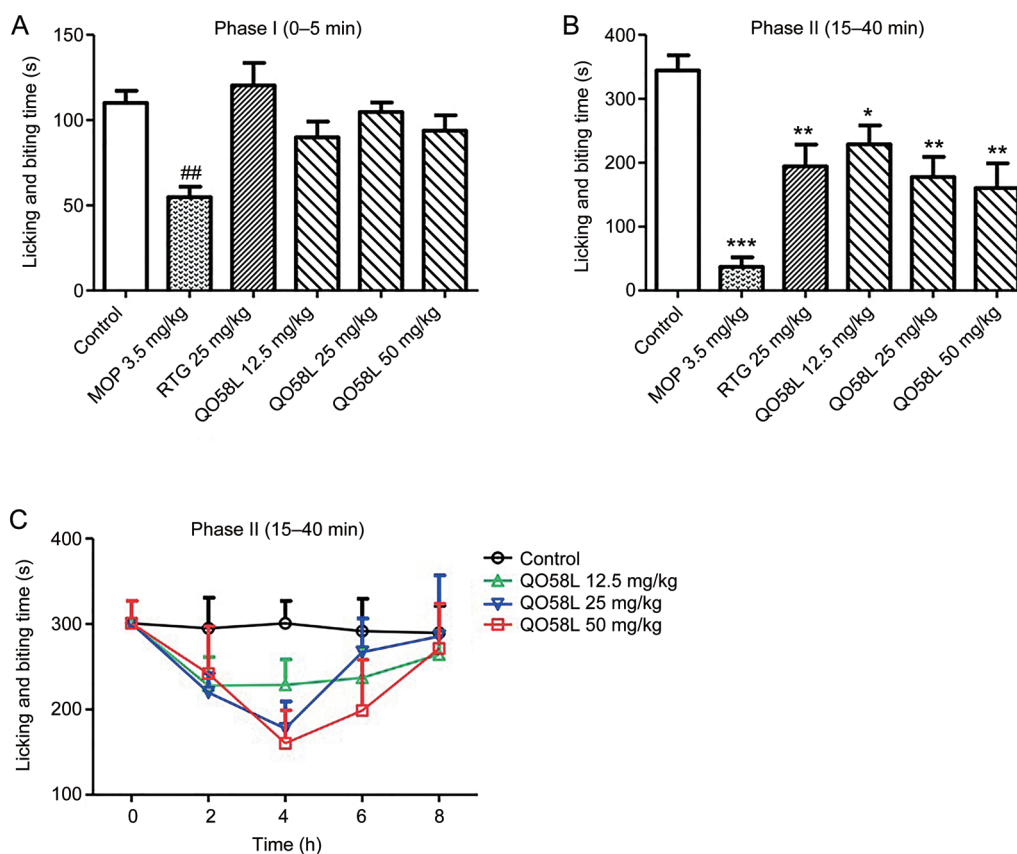 A
Phase I (0–5 min)
Licking and biting time (s)
150
100
50
0
##
Control
MOP 3.5 mg/kg
RTG 25 mg/kg
QO58L 12.5 mg/kg
QO58L 25 mg/kg
QO58L 50 mg/kg
B
Phase II (15–40 min)
Licking and biting time (s)
400
300
200
100
0
***
**
*
**
**
Control
MOP 3.5 mg/kg
RTG 25 mg/kg
QO58L 12.5 mg/kg
QO58L 25 mg/kg
QO58L 50 mg/kg
C
Phase II (15–40 min)
Licking and biting time (s)
400
300
200
100
0 2 4 6 8
Time (h)
Control
QO58L 12.5 mg/kg
QO58L 25 mg/kg
QO58L 50 mg/kg